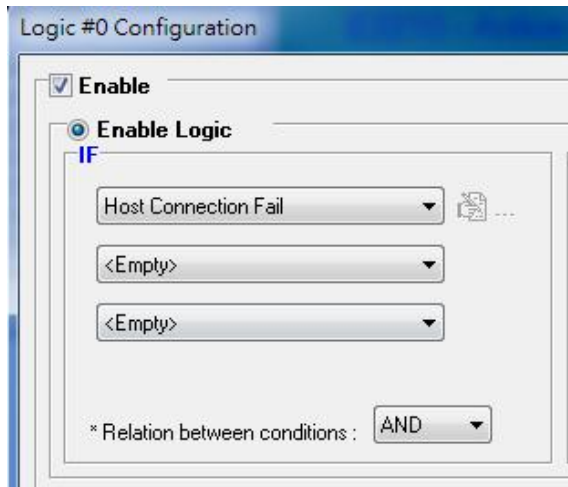 Logic #0 Configuration
Enable
Enable Logic
IF
Host Connection Fail
...
<Empty>
<Empty>
* Relation between conditions : AND